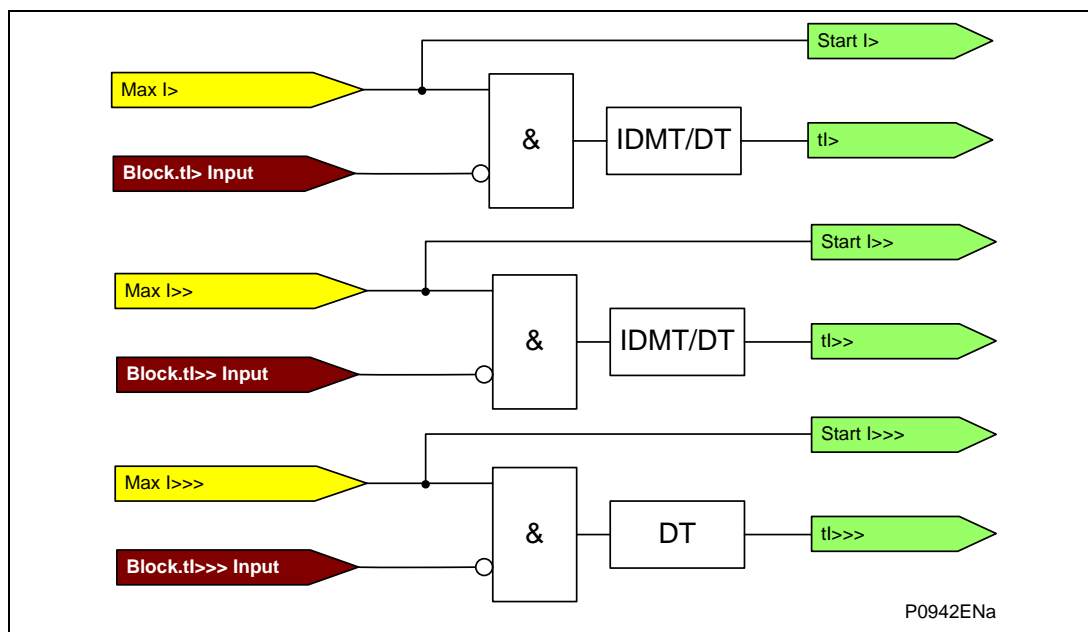 Start I>
Max I>
&
IDMT/DT
tI>
Block.tI> Input
Start I>>
Max I>>
&
IDMT/DT
tI>>
Block.tI>> Input
Start I>>>
Max I>>>
&
DT
tI>>>
Block.tI>>> Input
P0942ENa